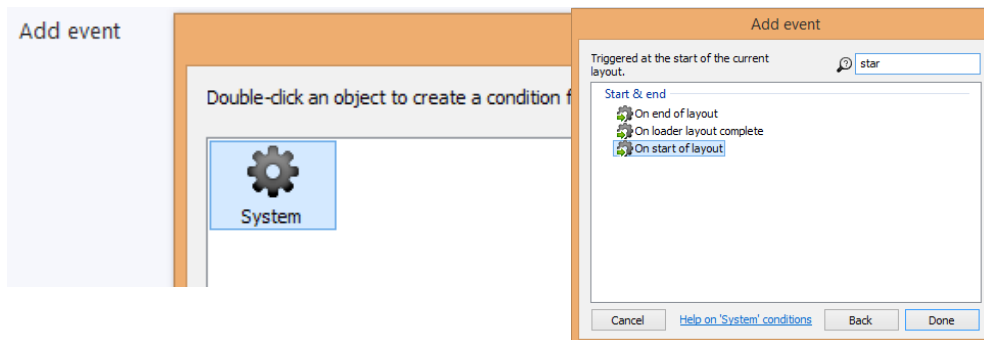 Add event
Double-click an object to create a condition f
System
Add event
Triggered at the start of the current
layout.
star
Start & end
On end of layout
On loader layout complete
On start of layout
Cancel
Help on 'System' conditions
Back
Done